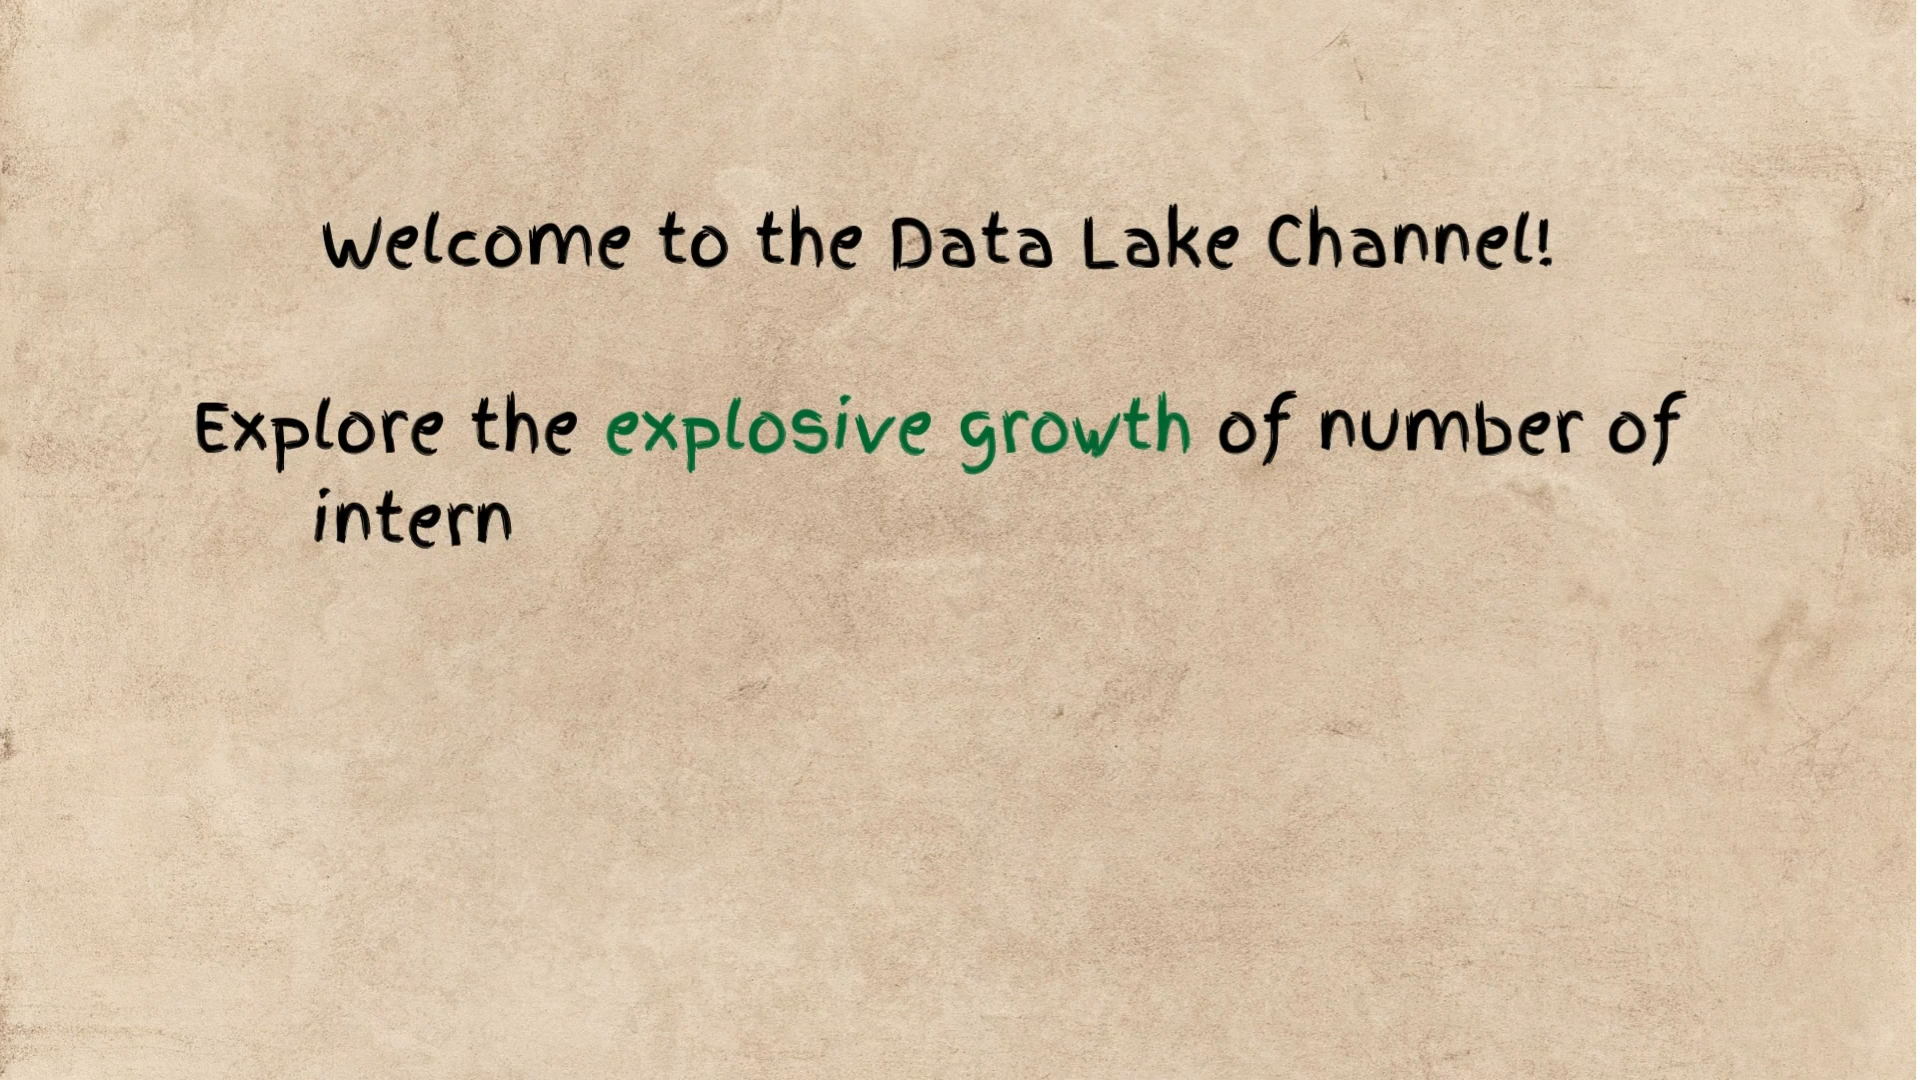 Welcome to the Data Lake Channel!
Explore the explosive growth of number of
intern